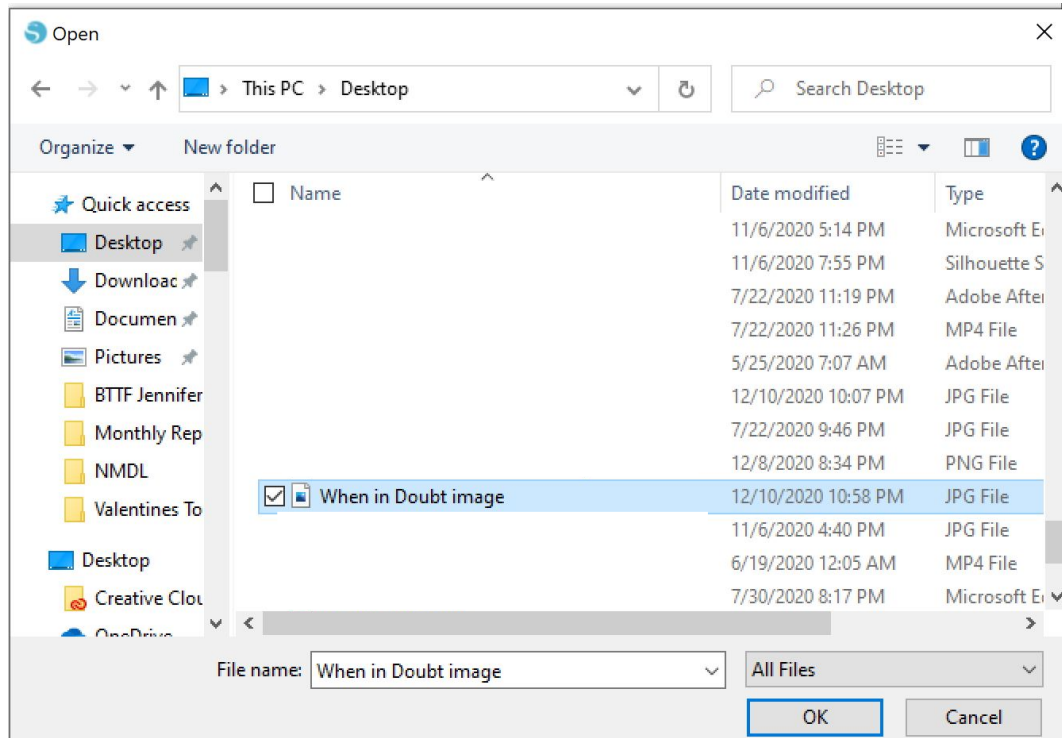 Open
This PC > Desktop
Search Desktop
Organize
New folder
Name
Date modified
Type
Quick access
Desktop
Downloac
Documen
Pictures
BTTF Jennifer
Monthly Rep
NMDL
Valentines To
Desktop
Creative Clou
OneDrive
11/6/2020 5:14 PM Microsoft E
11/6/2020 7:55 PM Silhouette S
7/22/2020 11:19 PM Adobe After
7/22/2020 11:26 PM MP4 File
5/25/2020 7:07 AM Adobe After
12/10/2020 10:07 PM JPG File
7/22/2020 9:46 PM JPG File
12/8/2020 8:34 PM PNG File
When in Doubt image 12/10/2020 10:58 PM JPG File
11/6/2020 4:40 PM JPG File
6/19/2020 12:05 AM MP4 File
7/30/2020 8:17 PM Microsoft E
File name: When in Doubt image
All Files
OK
Cancel